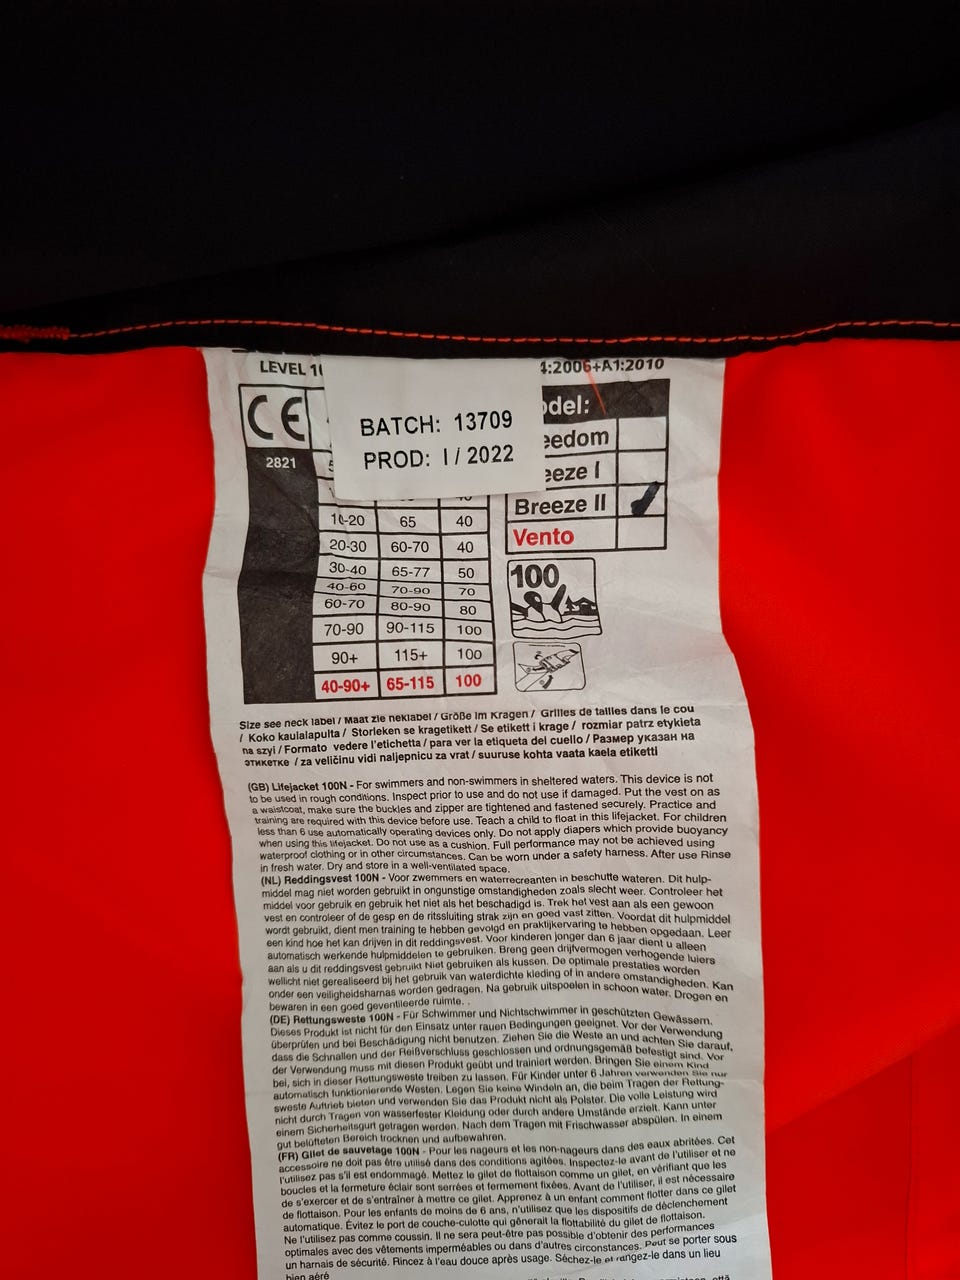 LEVEL 10
4:2006+A1:2010
BATCH: 13709
PROD: I / 2022
CE
2821
odel:
eedom
eeze I
Breeze II
Vento
40
10-20 65 40
20-30 60-70 40
30-40 65-77 50
40-60 70-90 70
60-70 80-90 80
70-90 90-115 100
90+ 115+ 100
40-90+ 65-115 100
100
Size see neck label / Maat zie neklabel / Größe im Kragen / Grilles de tailles dans le cou
/ Koko kaulalapulta / Storleken se kragetikett / Se etikett i krage / rozmiar patrz etykieta
na szyi / Formato vedere l'etichetta / para ver la etiqueta del cuello / Размер указан на
этикетке / za veličinu vidi naljepnicu za vrat / suuruse kohta vaata kaela etiketti
(GB) Lifejacket 100N - For swimmers and non-swimmers in sheltered waters. This device is not
to be used in rough conditions. Inspect prior to use and do not use if damaged. Put the vest on as
a waistcoat, make sure the buckles and zipper are tightened and fastened securely. Practice and
training are required with this device before use. Teach a child to float in this lifejacket. For children
less than 6 use automatically operating devices only. Do not apply diapers which provide buoyancy
when using this lifejacket. Do not use as a cushion. Full performance may not be achieved using
waterproof clothing or in other circumstances. Can be worn under a safety harness. After use Rinse
in fresh water. Dry and store in a well-ventilated space.
(NL) Reddingsvest 100N - Voor zwemmers en waterrecreanten in beschutte wateren. Dit hulp-
middel mag niet worden gebruikt in ongunstige omstandigheden zoals slecht weer. Controleer het
middel voor gebruik en gebruik het niet als het beschadigd is. Trek het vest aan als een gewoon
vest en controleer of de gesp en de ritssluiting strak zijn en goed vast zitten. Voordat dit hulpmiddel
wordt gebruikt, dient men training te hebben gevolgd en praktijkervaring te hebben opgedaan. Leer
een kind hoe het kan drijven in dit reddingsvest. Voor kinderen jonger dan 6 jaar dient u alleen
automatisch werkende hulpmiddelen te gebruiken. Breng geen drijfvermogen verhogende luiers
aan als u dit reddingsvest gebruikt Niet gebruiken als kussen. De optimale prestaties worden
wellicht niet gerealiseerd bij het gebruik van waterdichte kleding of in andere omstandigheden. Kan
onder een veiligheidsharnas worden gedragen. Na gebruik uitspoelen in schoon water. Drogen en
bewaren in een goed geventileerde ruimte. .
(DE) Rettungsweste 100N - Für Schwimmer und Nichtschwimmer in geschützten Gewässern.
Dieses Produkt ist nicht für den Einsatz unter rauen Bedingungen geeignet. Vor der Verwendung
überprüfen und bei Beschädigung nicht benutzen. Ziehen Sie die Weste an und achten Sie darauf,
dass die Schnallen und der Reißverschluss geschlossen und ordnungsgemäß befestigt sind. Vor
der Verwendung muss mit diesen Produkt geübt und trainiert werden. Bringen Sie einem Kind
bei, sich in dieser Rettungsweste treiben zu lassen. Für Kinder unter 6 Jahren verwenden Sie nur
automatisch funktionierende Westen. Legen Sie keine Windeln an, die beim Tragen der Rettung-
sweste Auftrieb bieten und verwenden Sie das Produkt nicht als Polster. Die volle Leistung wird
nicht durch Tragen von wasserfester Kleidung oder durch andere Umstände erzielt. Kann unter
einem Sicherheitsgurt getragen werden. Nach dem Tragen mit Frischwasser abspülen. In einem
gut belüfteten Bereich trocknen und aufbewahren.
(FR) Gilet de sauvetage 100N - Pour les nageurs et les non-nageurs dans des eaux abritées. Cet
accessoire ne doit pas être utilisé dans des conditions agitées. Inspectez-le avant de l'utiliser et ne
l'utilisez pas s'il est endommagé. Mettez le gilet de flottaison comme un gilet, en vérifiant que les
boucles et la fermeture éclair sont serrées et fermement fixées. Avant de l'utiliser, il est nécessaire
de s'exercer et de s'entraîner à mettre ce gilet. Apprenez à un enfant comment flotter dans ce gilet
de flottaison. Pour les enfants de moins de 6 ans, n'utilisez que les dispositifs de déclenchement
automatique. Évitez le port de couche-culotte qui gênerait la flottabilité du gilet de flottaison.
Ne l'utilisez pas comme coussin. Il ne sera peut-être pas possible d'obtenir des performances
optimales avec des vêtements imperméables ou dans d'autres circonstances. Peut se porter sous
un harnais de sécurité. Rincez à l'eau douce après usage. Séchez-le et rangez-le dans un lieu
bien aéré